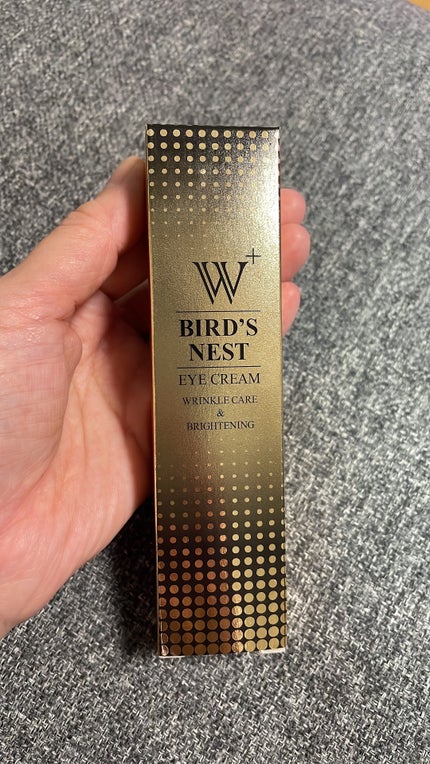 W+
BIRD'S
NEST
EYE CREAM
WRINKLE CARE
&
BRIGHTENING